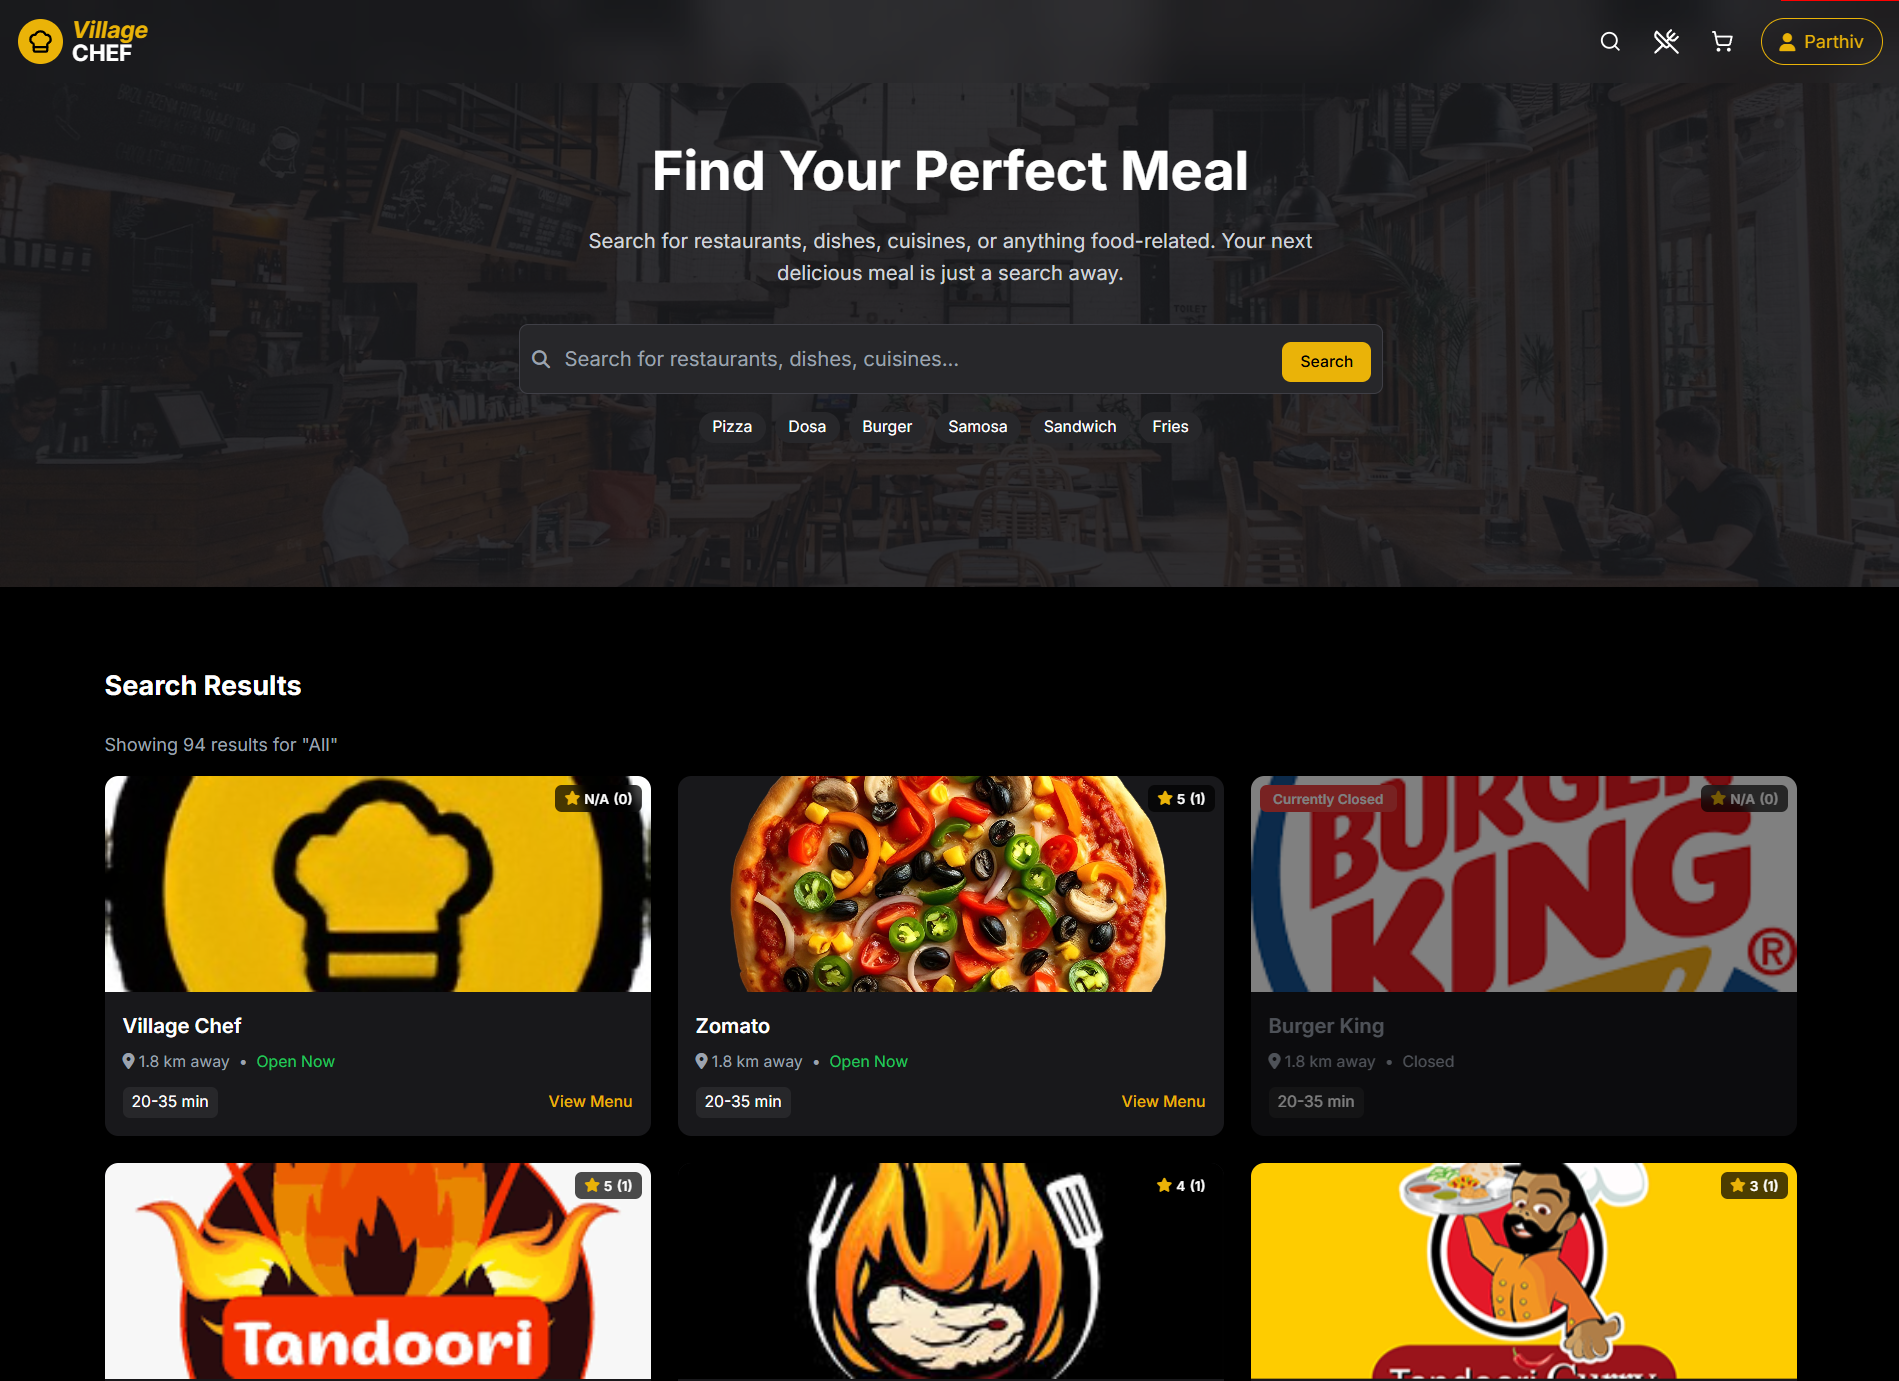 Village
CHEF
Parthiv
Find Your Perfect Meal
Search for restaurants, dishes, cuisines, or anything food-related. Your next
delicious meal is just a search away.
TOILET
Search for restaurants, dishes, cuisines...
Search
Pizza
Dosa
Burger
Samosa
Sandwich
Fries
Search Results
Showing 94 results for "All"
N/A (0)
Village Chef
1.8 km away • Open Now
20-35 min
View Menu
5 (1)
Zomato
1.8 km away • Open Now
20-35 min
View Menu
Currently Closed
N/A (0)
BURGER
KING
®
Burger King
1.8 km away • Closed
20-35 min
5 (1)
Tandoori
4 (1)
3 (1)
Tandoori Curry